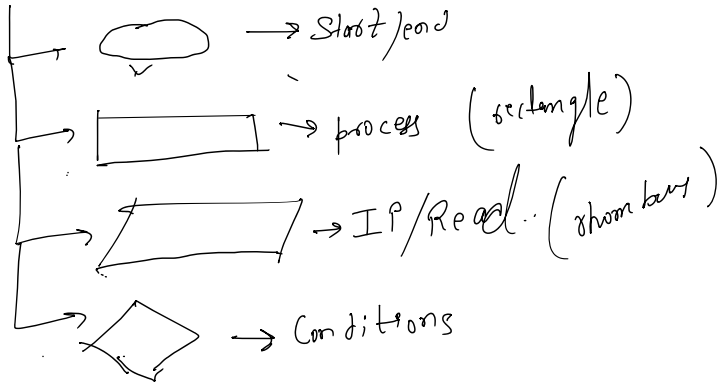 → Start/end
→ process (rectangle)
→ IP/Read.. (rhombus)
→ Conditions